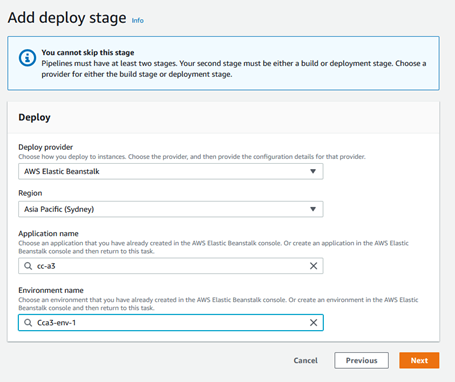 Add deploy stage Info
You cannot skip this stage
Pipelines must have at least two stages. Your second stage must be either a build or deployment stage. Choose a
provider for either the build stage or deployment stage.
Deploy
Deploy provider
Choose how you deploy to instances. Choose the provider, and then provide the configuration details for that provider.
AWS Elastic Beanstalk
Region
Asia Pacific (Sydney)
Application name
Choose an application that you have already created in the AWS Elastic Beanstalk console. Or create an application in the AWS Elastic
Beanstalk console and then return to this task.
cc-a3
Environment name
Choose an environment that you have already created in the AWS Elastic Beanstalk console. Or create an environment in the AWS Elastic
Beanstalk console and then return to this task.
Cca3-env-1
Cancel Previous Next